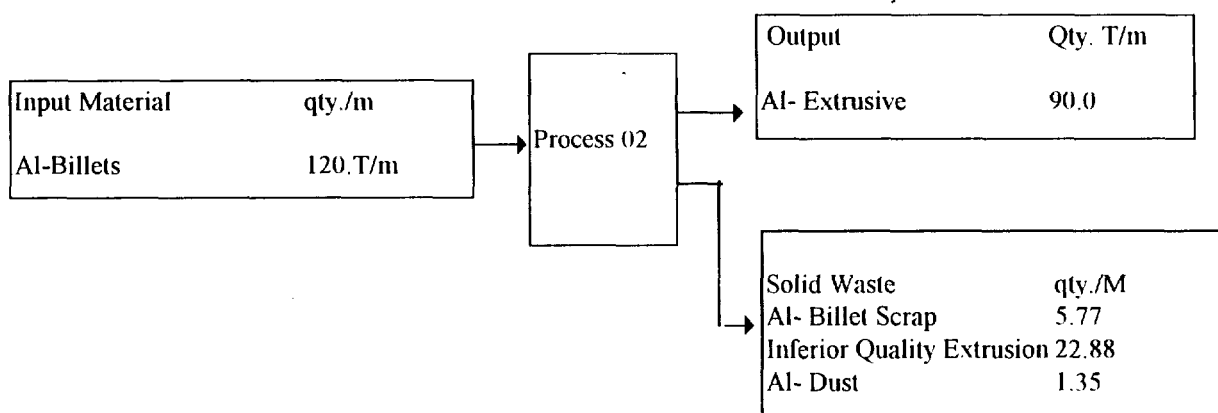 Input Material qty./m
Al-Billets 120.T/m
Process 02
Output Qty. T/m
Al- Extrusive 90.0
Solid Waste qty./M
Al- Billet Scrap 5.77
Inferior Quality Extrusion 22.88
Al- Dust 1.35